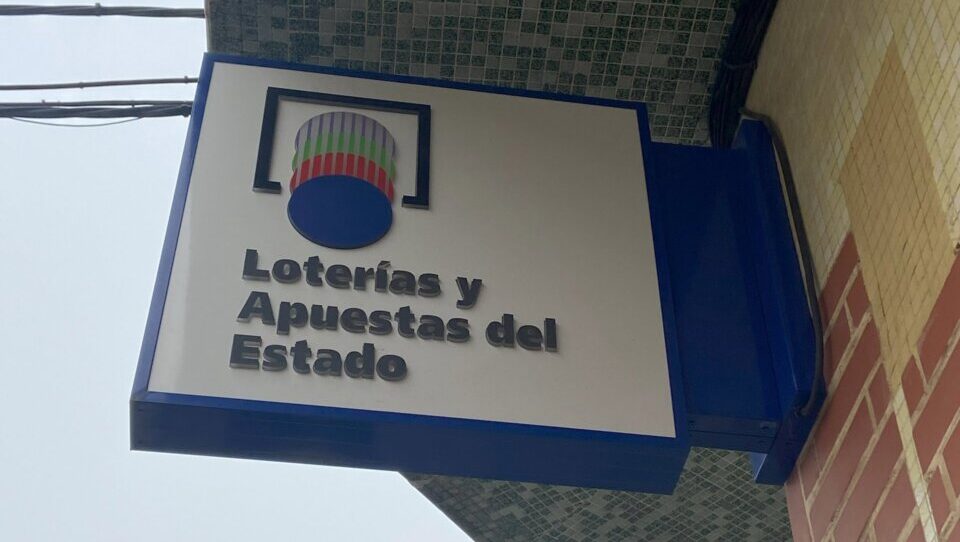 Loterías y
Apuestas del
Estado